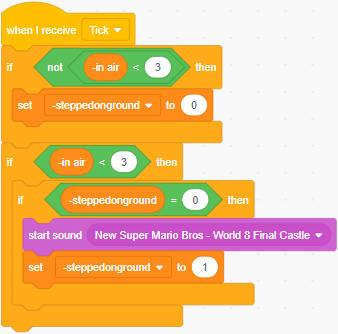 when I receive Tick
if not -in air < 3 then
set -steppedonground to 0
if -in air < 3 then
if -steppedonground = 0 then
start sound New Super Mario Bros - World 8 Final Castle
set -steppedonground to 1